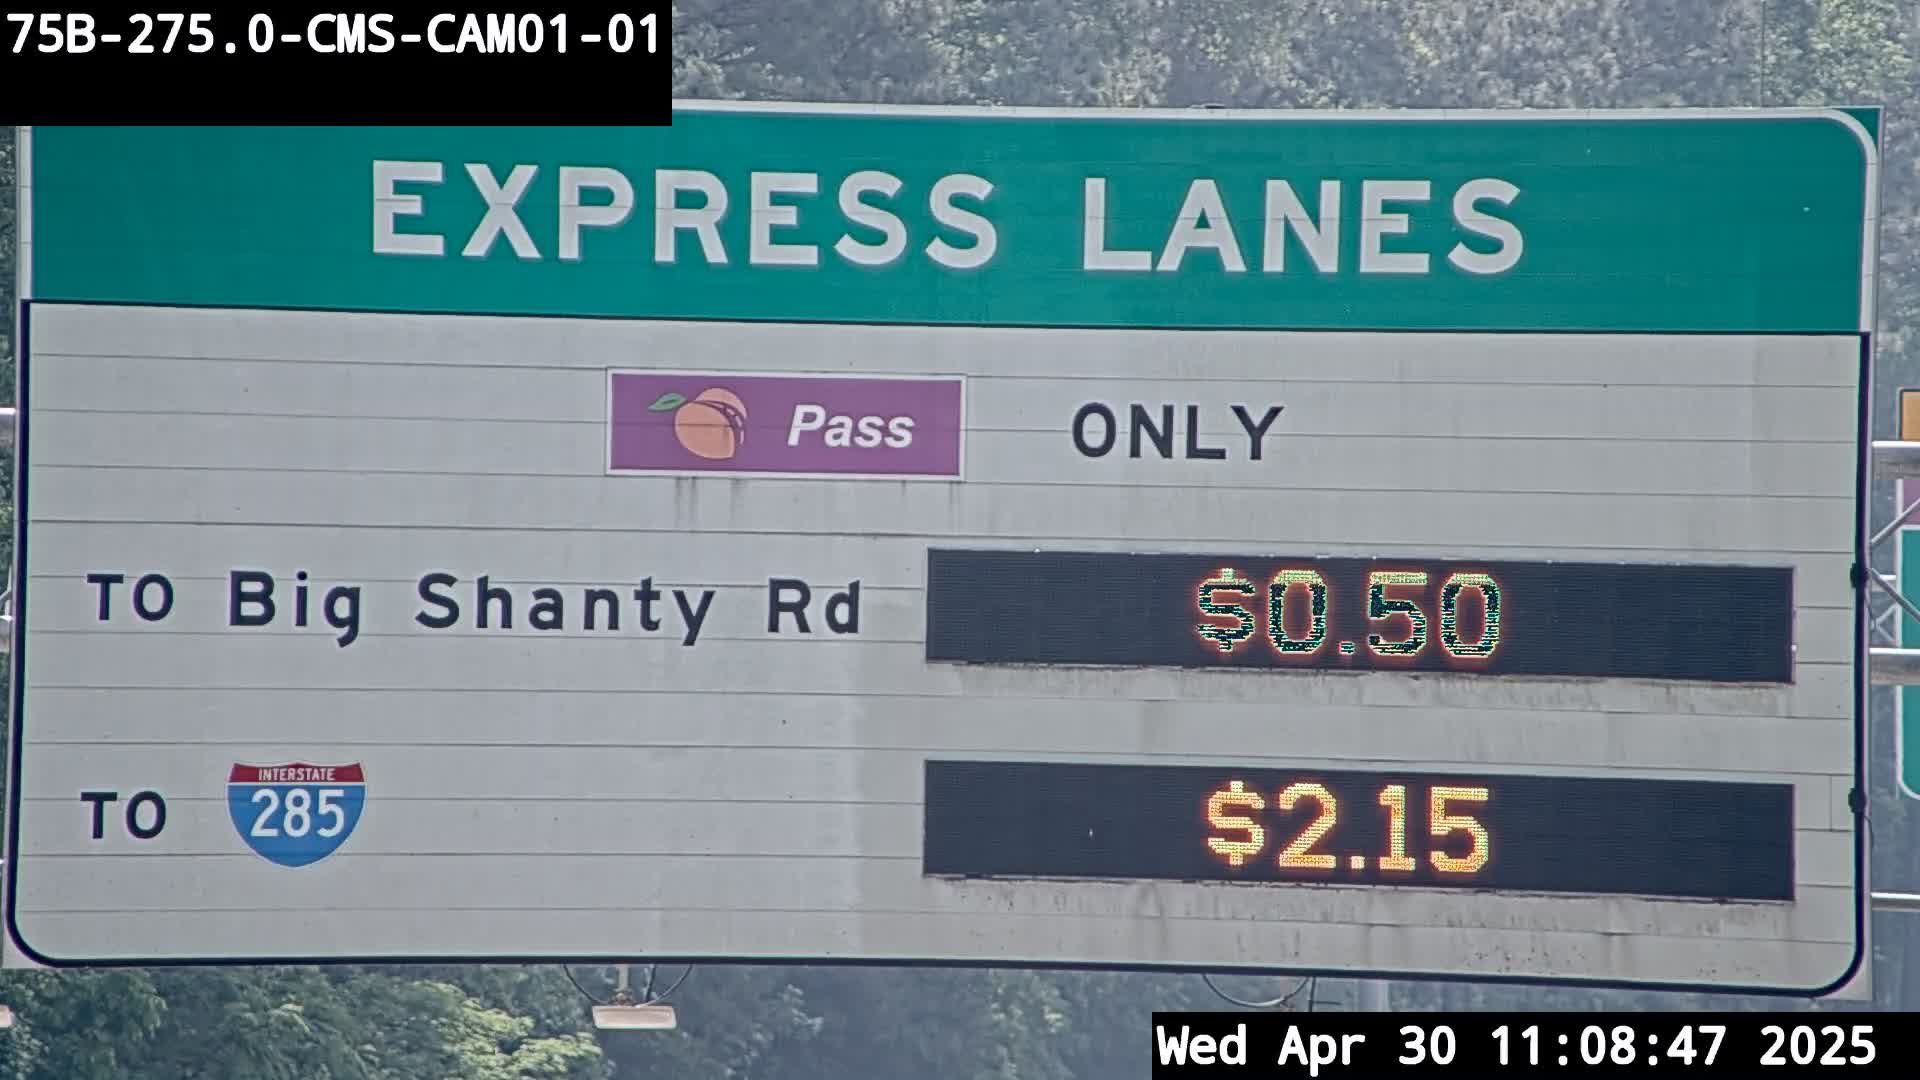 75B-275.0-CMS-CAM01-01
EXPRESS LANES
Pass ONLY
TO Big Shanty Rd $0.50
INTERSTATE
TO 285 $2.15
Wed Apr 30 11:08:47 2025